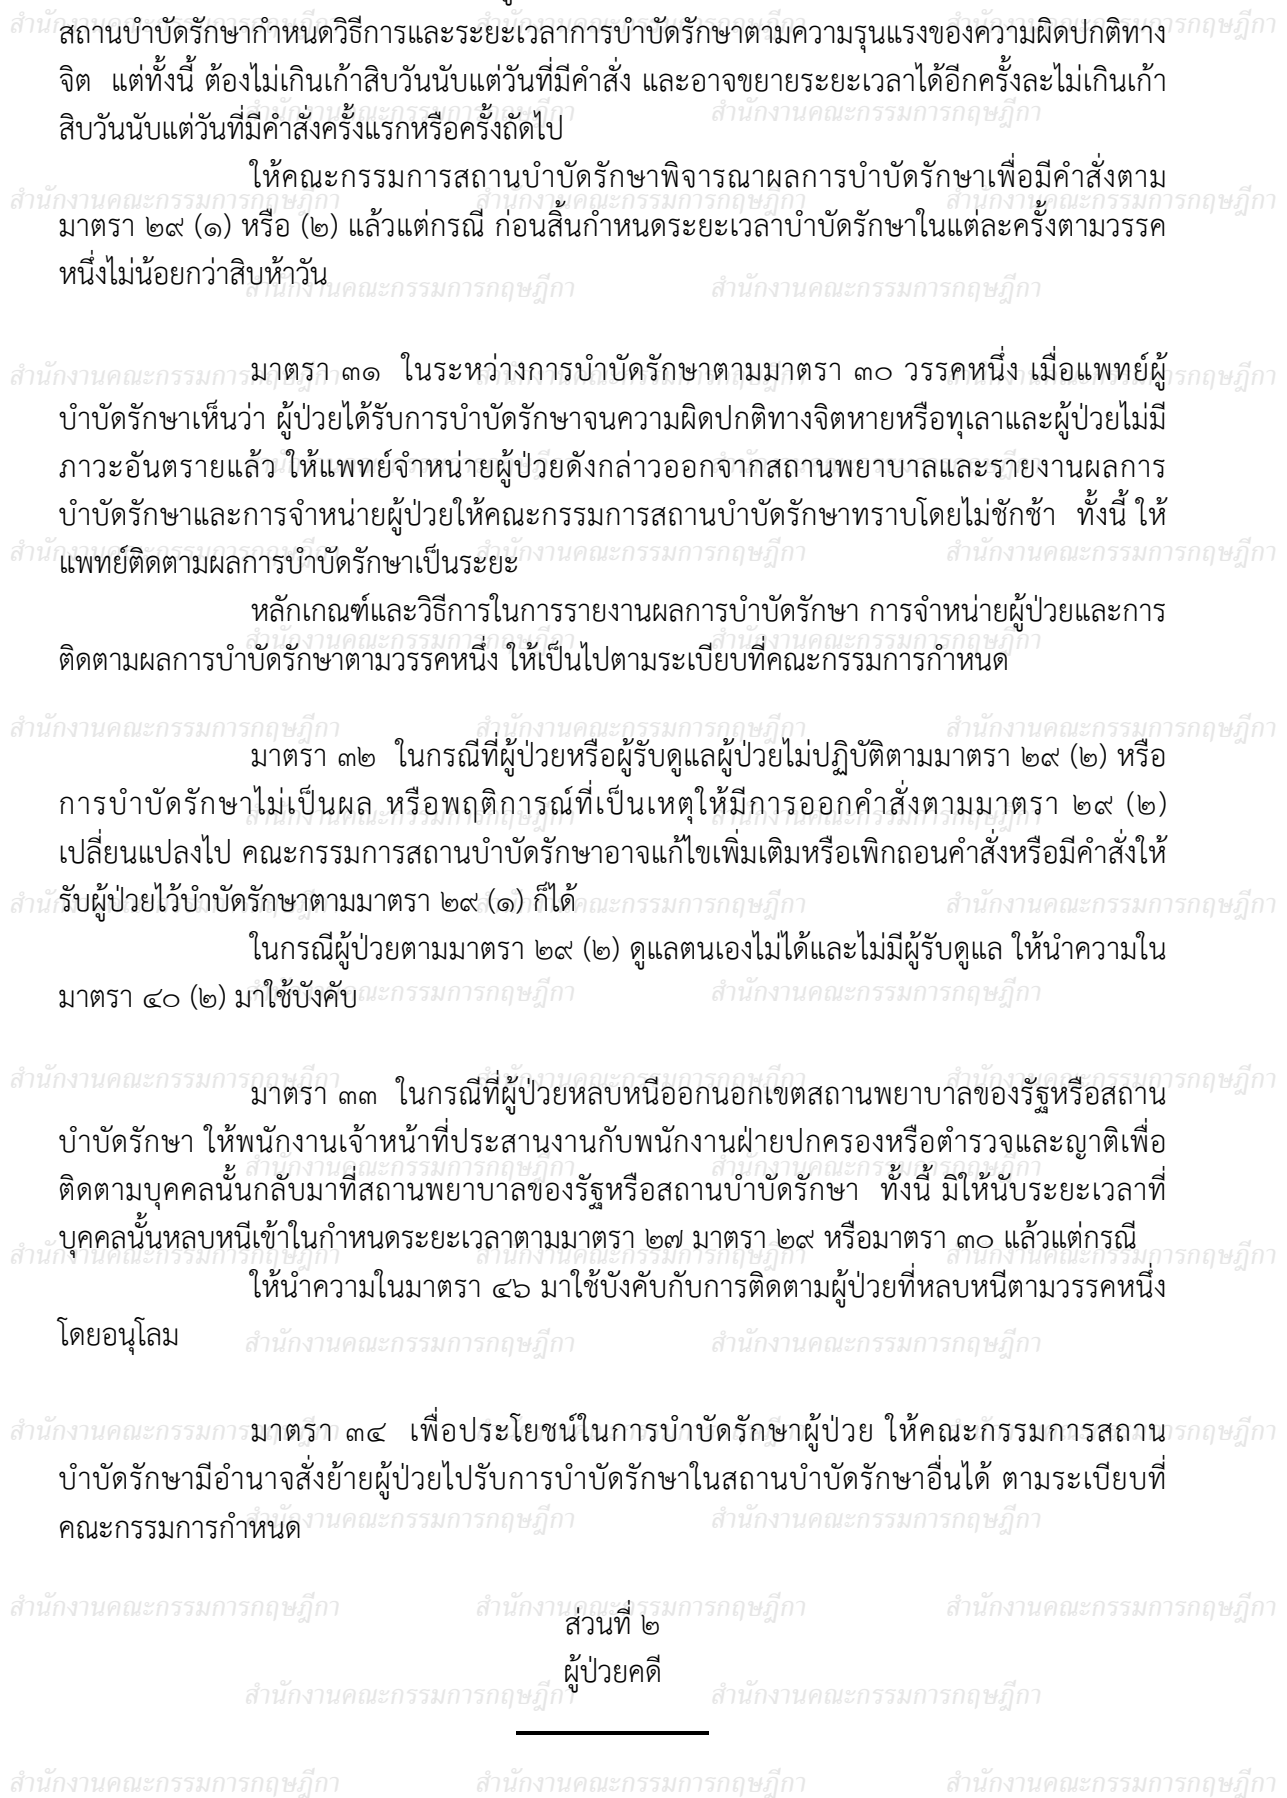 สถานบำบัดรักษากำหนดวิธีการและระยะเวลาการบำบัดรักษาตามความรุนแรงของความผิดปกติทาง
จิต  แต่ทั้งนี้ ต้องไม่เกินเก้าสิบวันนับแต่วันที่มีคำสั่ง และอาจขยายระยะเวลาได้อีกครั้งละไม่เกินเก้า
สิบวันนับแต่วันที่มีคำสั่งครั้งแรกหรือครั้งถัดไป
ให้คณะกรรมการสถานบำบัดรักษาพิจารณาผลการบำบัดรักษาเพื่อมีคำสั่งตาม
มาตรา ๒๙ (๑) หรือ (๒) แล้วแต่กรณี ก่อนสิ้นกำหนดระยะเวลาบำบัดรักษาในแต่ละครั้งตามวรรค
หนึ่งไม่น้อยกว่าสิบห้าวัน
มาตรา ๓๑  ในระหว่างการบำบัดรักษาตามมาตรา ๓๐ วรรคหนึ่ง เมื่อแพทย์ผู้
บำบัดรักษาเห็นว่า ผู้ป่วยได้รับการบำบัดรักษาจนความผิดปกติทางจิตหายหรือทุเลาและผู้ป่วยไม่มี
ภาวะอันตรายแล้ว ให้แพทย์จำหน่ายผู้ป่วยดังกล่าวออกจากสถานพยาบาลและรายงานผลการ
บำบัดรักษาและการจำหน่ายผู้ป่วยให้คณะกรรมการสถานบำบัดรักษาทราบโดยไม่ชักช้า  ทั้งนี้ ให้
แพทย์ติดตามผลการบำบัดรักษาเป็นระยะ
หลักเกณฑ์และวิธีการในการรายงานผลการบำบัดรักษา การจำหน่ายผู้ป่วยและการ
ติดตามผลการบำบัดรักษาตามวรรคหนึ่ง ให้เป็นไปตามระเบียบที่คณะกรรมการกำหนด
มาตรา ๓๒  ในกรณีที่ผู้ป่วยหรือผู้รับดูแลผู้ป่วยไม่ปฏิบัติตามมาตรา ๒๙ (๒) หรือ
การบำบัดรักษาไม่เป็นผล หรือพฤติการณ์ที่เป็นเหตุให้มีการออกคำสั่งตามมาตรา ๒๙ (๒)
เปลี่ยนแปลงไป คณะกรรมการสถานบำบัดรักษาอาจแก้ไขเพิ่มเติมหรือเพิกถอนคำสั่งหรือมีคำสั่งให้
รับผู้ป่วยไว้บำบัดรักษาตามมาตรา ๒๙ (๑) ก็ได้
ในกรณีผู้ป่วยตามมาตรา ๒๙ (๒) ดูแลตนเองไม่ได้และไม่มีผู้รับดูแล ให้นำความใน
มาตรา ๔๐ (๒) มาใช้บังคับ
มาตรา ๓๓  ในกรณีที่ผู้ป่วยหลบหนีออกนอกเขตสถานพยาบาลของรัฐหรือสถาน
บำบัดรักษา ให้พนักงานเจ้าหน้าที่ประสานงานกับพนักงานฝ่ายปกครองหรือตำรวจและญาติเพื่อ
ติดตามบุคคลนั้นกลับมาที่สถานพยาบาลของรัฐหรือสถานบำบัดรักษา  ทั้งนี้ มิให้นับระยะเวลาที่
บุคคลนั้นหลบหนีเข้าในกำหนดระยะเวลาตามมาตรา ๒๗ มาตรา ๒๙ หรือมาตรา ๓๐ แล้วแต่กรณี
ให้นำความในมาตรา ๔๖ มาใช้บังคับกับการติดตามผู้ป่วยที่หลบหนีตามวรรคหนึ่ง
โดยอนุโลม
มาตรา ๓๔  เพื่อประโยชน์ในการบำบัดรักษาผู้ป่วย ให้คณะกรรมการสถาน
บำบัดรักษามีอำนาจสั่งย้ายผู้ป่วยไปรับการบำบัดรักษาในสถานบำบัดรักษาอื่นได้ ตามระเบียบที่
คณะกรรมการกำหนด
ส่วนที่ ๒
ผู้ป่วยคดี
สำนักงานคณะกรรมการกฤษฎีกา